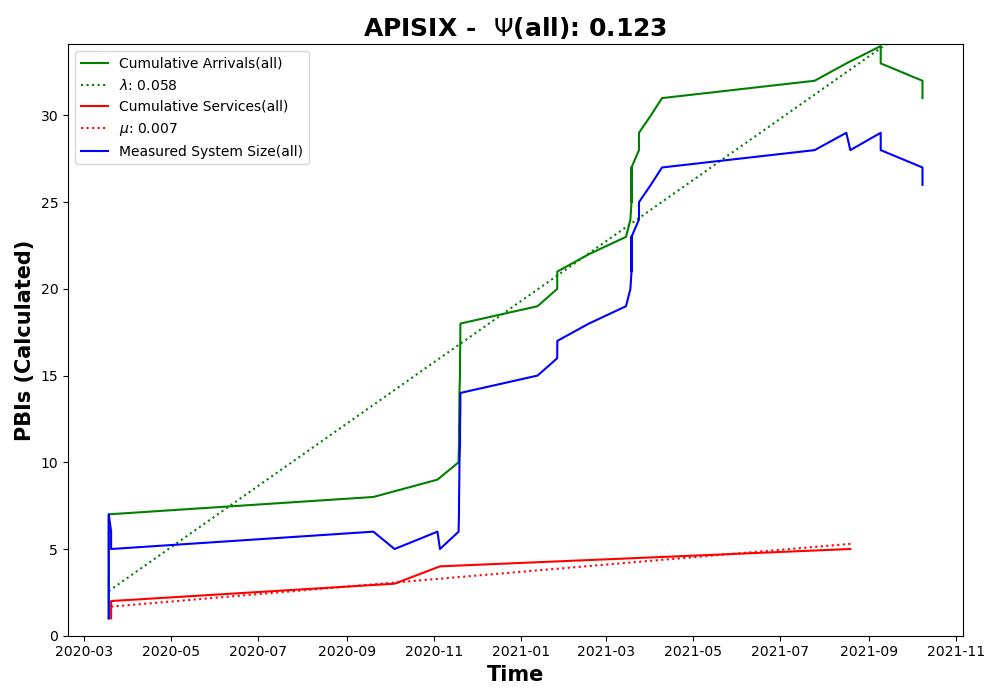 APISIX - Ψ(all): 0.123
Cumulative Arrivals(all)
λ: 0.058
Cumulative Services(all)
μ: 0.007
Measured System Size(all)
PBIs (Calculated)
30
25
20
15
10
5
0
2020-03 2020-05 2020-07 2020-09 2020-11 2021-01 2021-03 2021-05 2021-07 2021-09 2021-11
Time